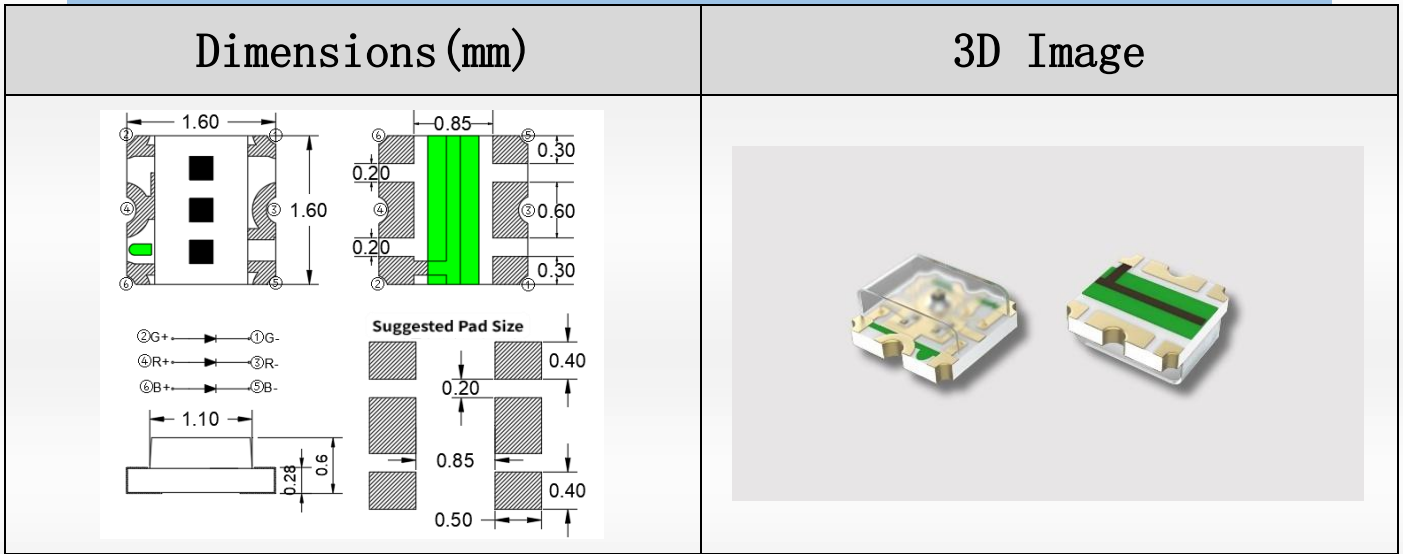 Dimensions(mm)
3D Image
② 1.60 ①
④ ③ 1.60
⑥ ⑤
⑥ 0.85 ⑤
0.30
0.20
④ ③ 0.60
0.20
0.30
② ①
②G+ ①G-
④R+ ③R-
⑥B+ ⑤B-
1.10
0.28
0.6
Suggested Pad Size
0.40
0.20
0.85
0.40
0.50